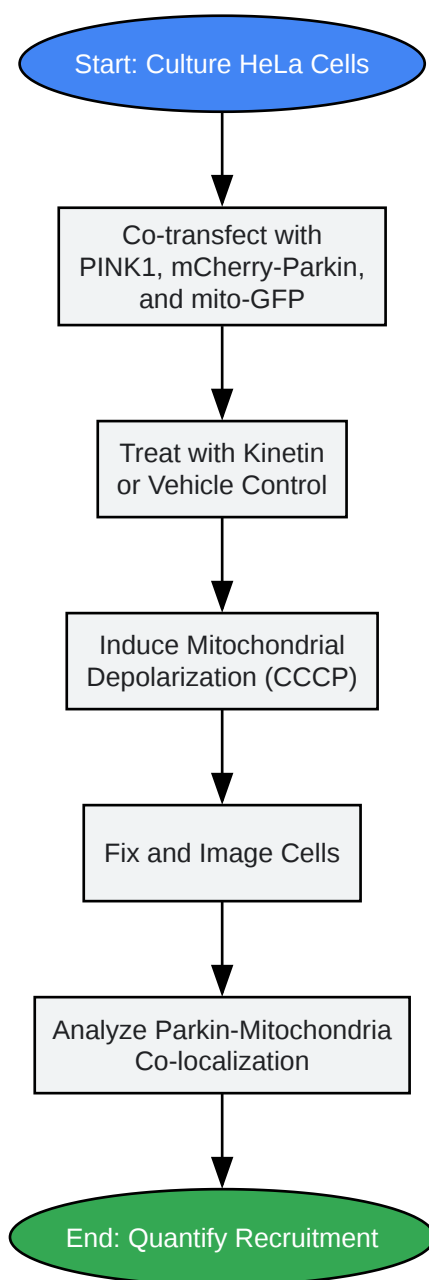 Start: Culture HeLa Cells
Co-transfect with
PINK1, mCherry-Parkin,
and mito-GFP
Treat with Kinetin
or Vehicle Control
Induce Mitochondrial
Depolarization (CCCP)
Fix and Image Cells
Analyze Parkin-Mitochondria
Co-localization
End: Quantify Recruitment